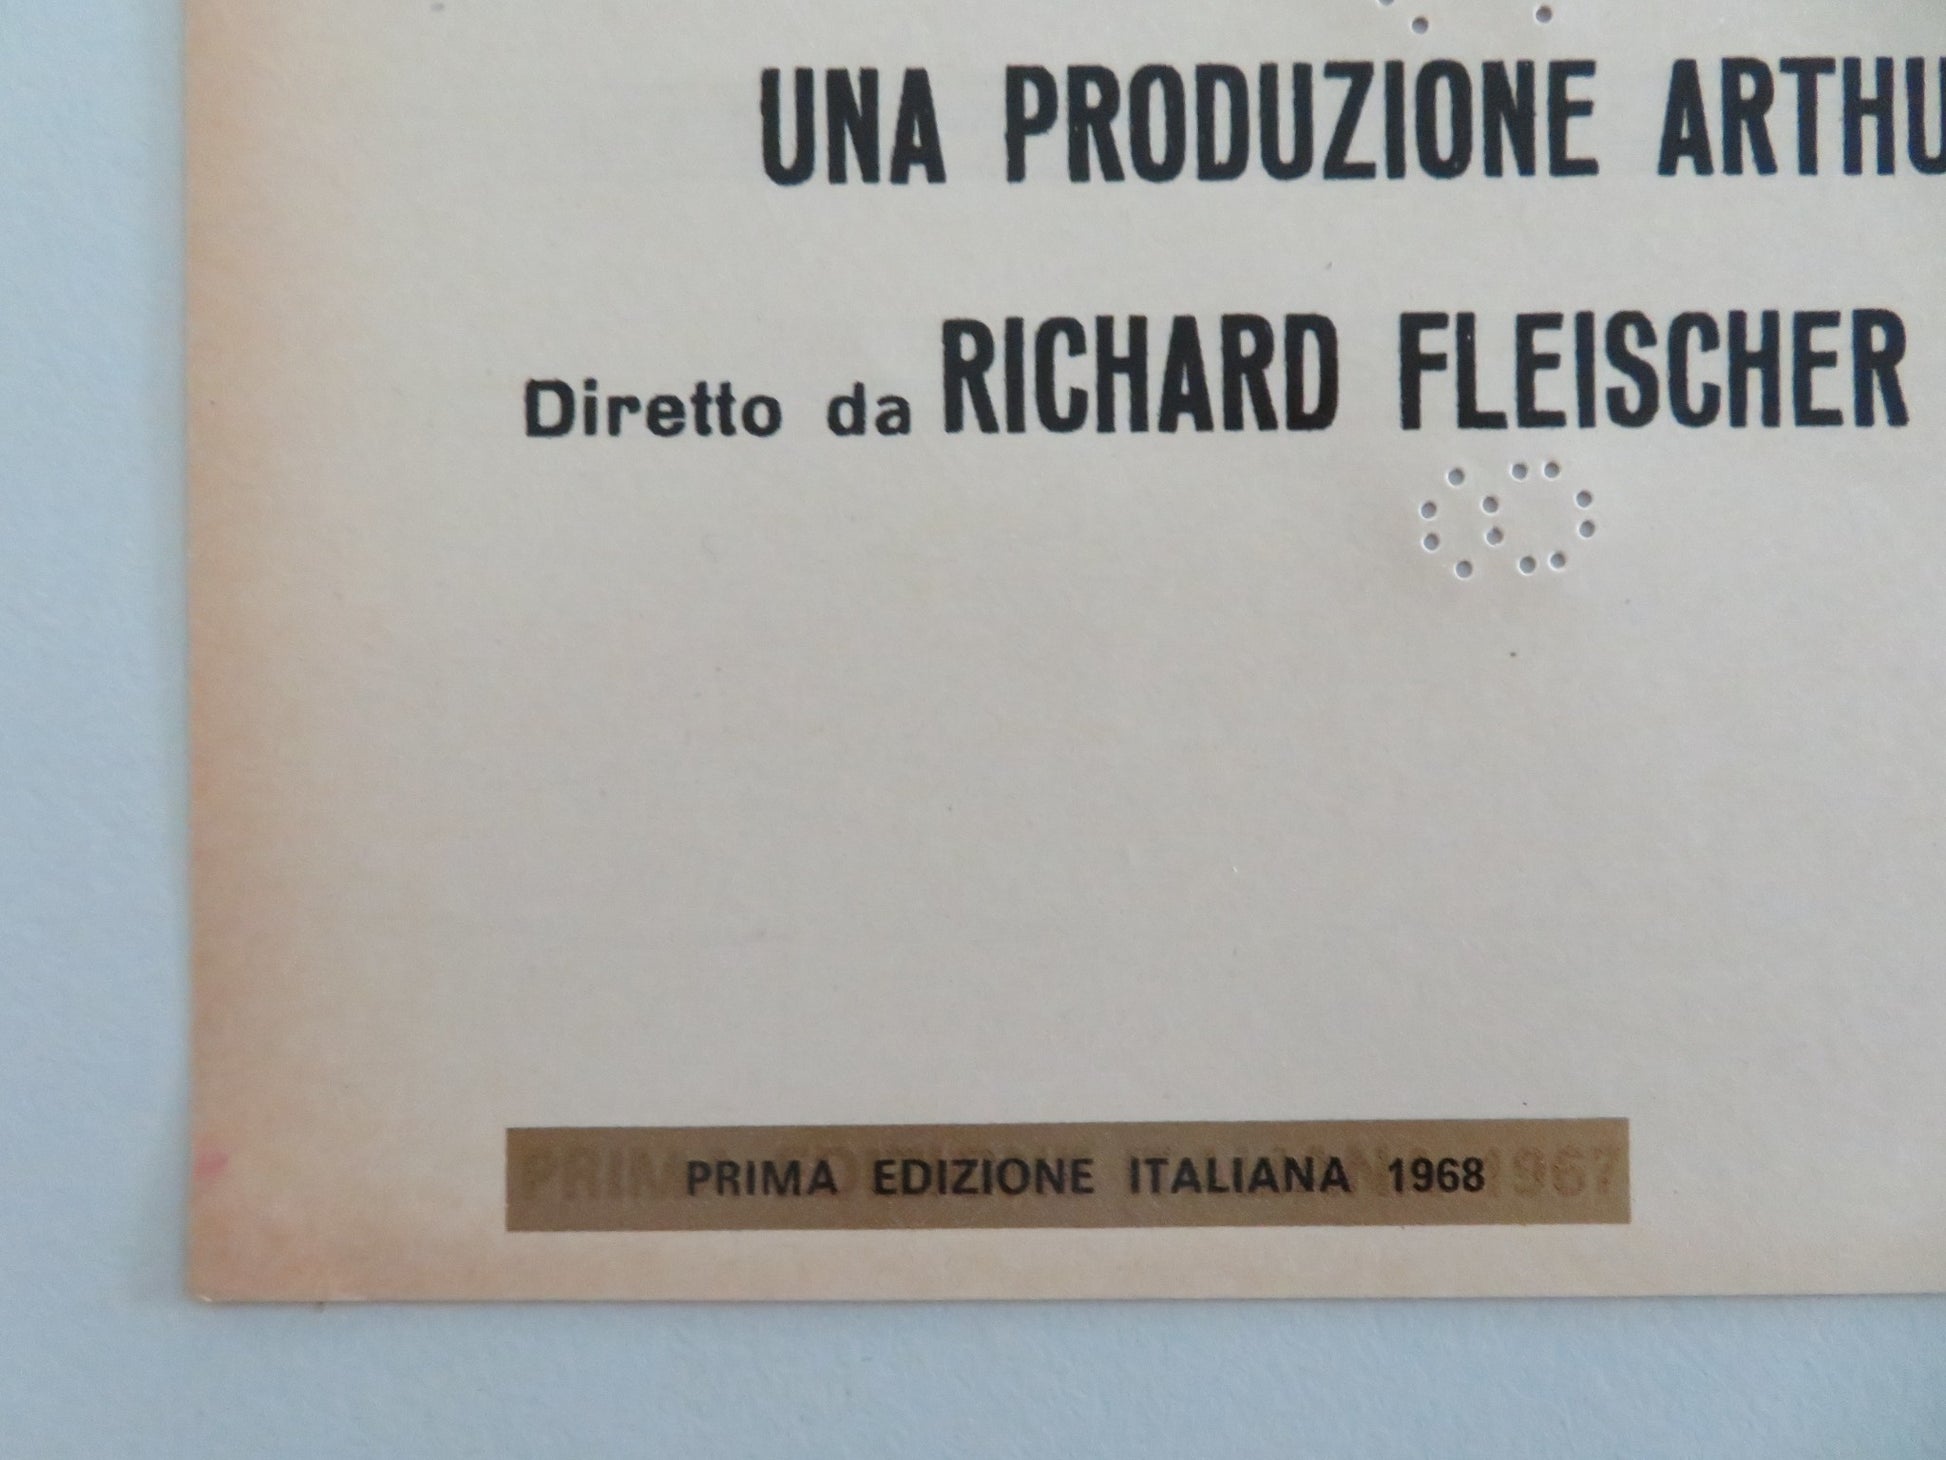 UNA PRODUZIONE ARTHU
Diretto da RICHARD FLEISCHER
PRIMA EDIZIONE ITALIANA 1968